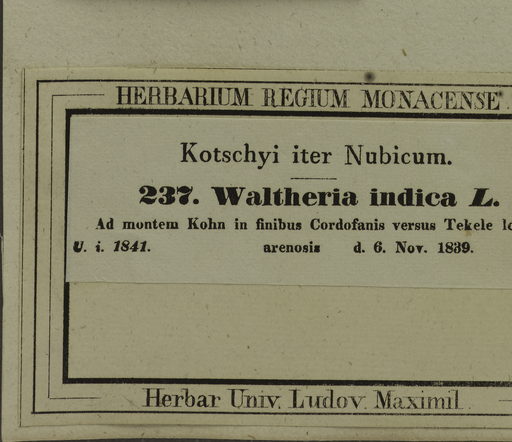 HERBARIUM REGIUM MONACENSE.
Kotschyi iter Nubicum.
237. Waltheria indica L.
Ad montem Kohn in finibus Cordofanis versus Tekele
U. i. 1841. arenosis d. 6. Nov. 1839.
Herbar Univ. Ludov. Maximil.